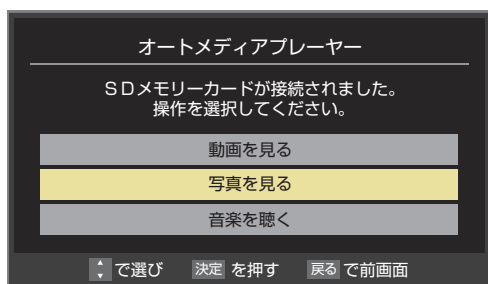 オートメディアプレーヤー
ＳＤメモリーカードが接続されました。
操作を選択してください。
動画を見る
写真を見る
音楽を聴く
で選び 決定 を押す 戻る で前画面